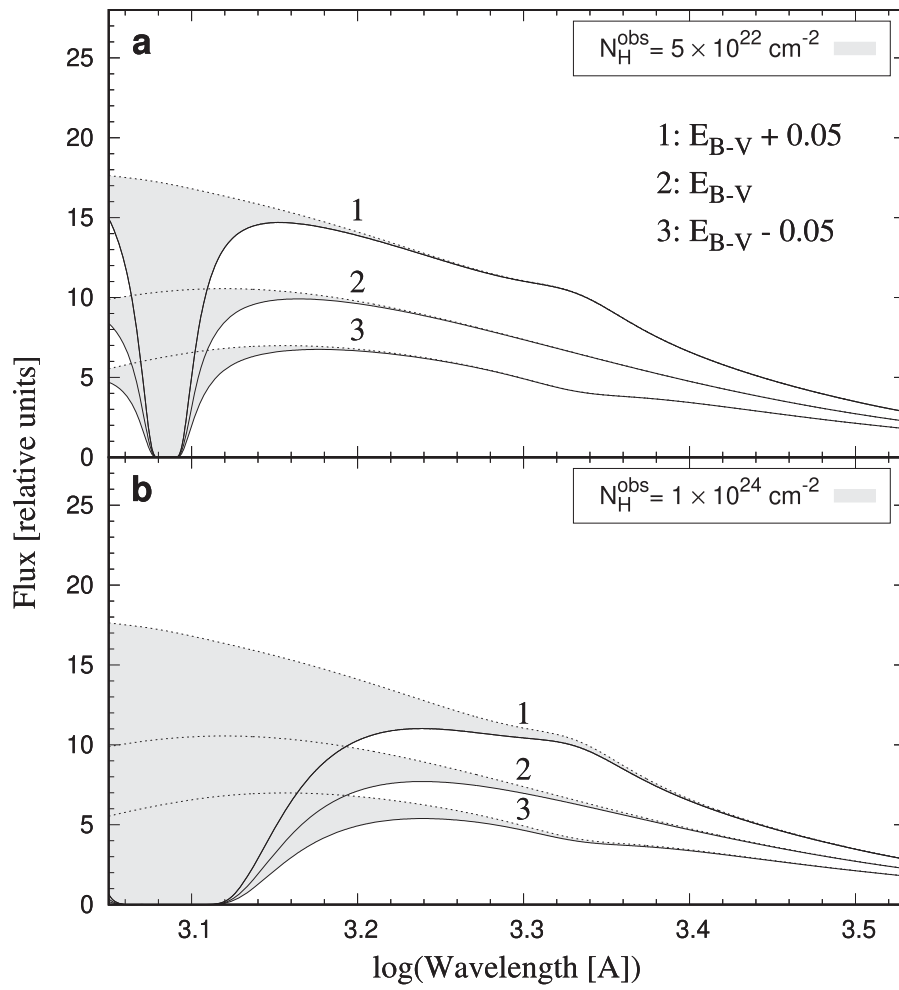 a
N_H^obs = 5 × 10^22 cm^-2
25
20
15
10
5
0
1: E_B-V + 0.05
2: E_B-V
3: E_B-V - 0.05
1
2
3
b
N_H^obs = 1 × 10^24 cm^-2
25
20
15
10
5
0
1
2
3
3.1 3.2 3.3 3.4 3.5
log(Wavelength [A])
Flux [relative units]